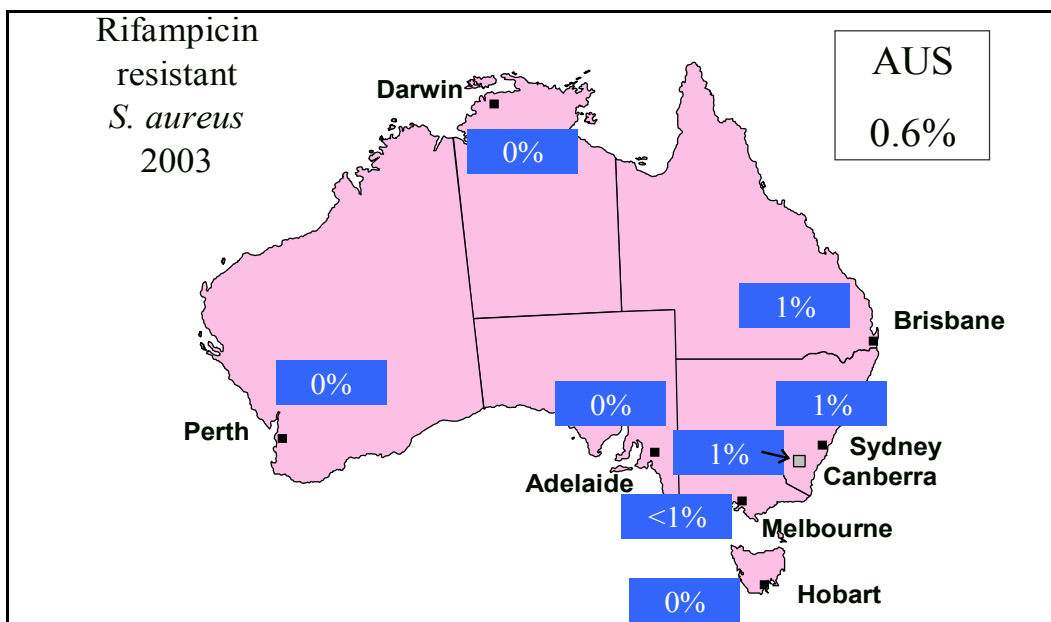 Rifampicin
resistant
S. aureus
2003
AUS
0.6%
Darwin
0%
1%
Brisbane
0%
Perth
0%
Adelaide
1%
Sydney
1%
Canberra
<1%
Melbourne
0%
Hobart